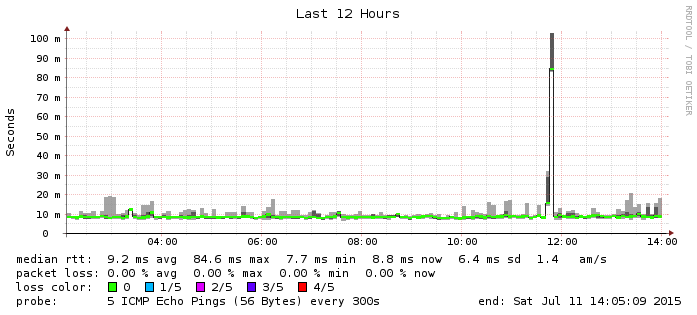 Last 12 Hours
RRDTOOL / TOBI OETIKER
Seconds
100 m
90 m
80 m
70 m
60 m
50 m
40 m
30 m
20 m
10 m
0
04:00 06:00 08:00 10:00 12:00 14:00
median rtt: 9.2 ms avg 84.6 ms max 7.7 ms min 8.8 ms now 6.4 ms sd 1.4 am/s
packet loss: 0.00 % avg 0.00 % max 0.00 % min 0.00 % now
loss color: 0 1/5 2/5 3/5 4/5
probe: 5 ICMP Echo Pings (56 Bytes) every 300s end: Sat Jul 11 14:05:09 2015